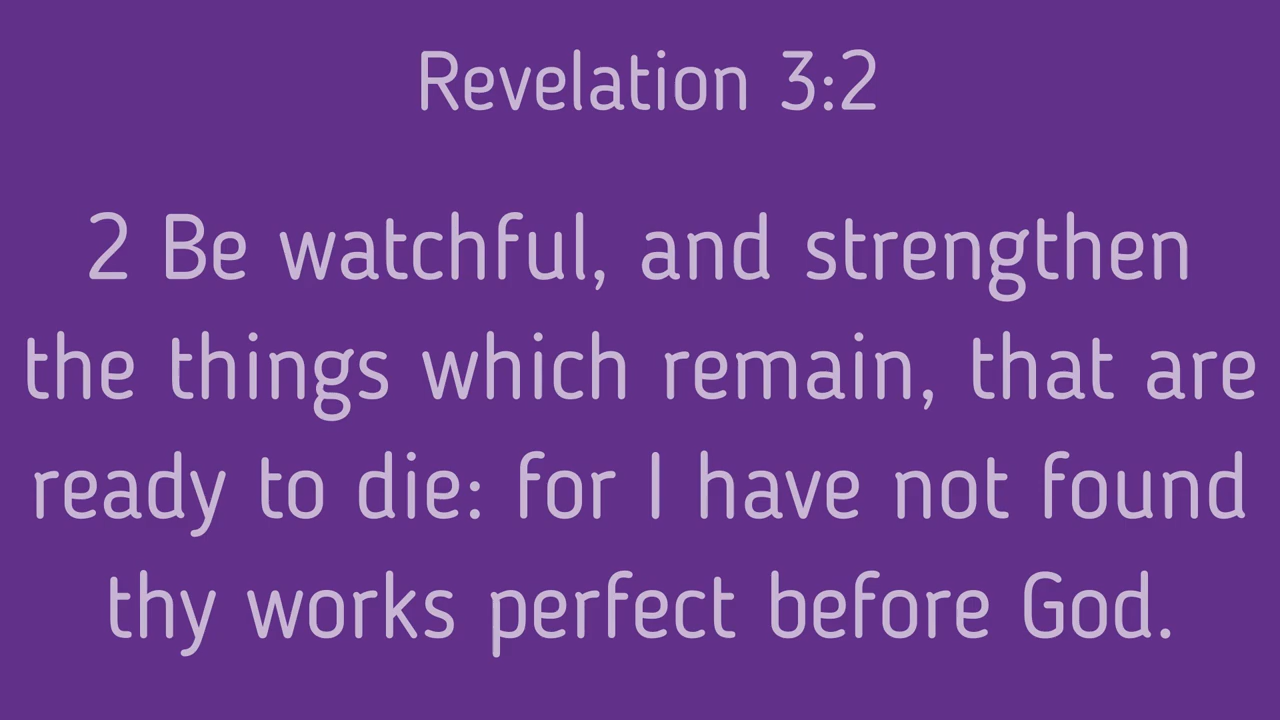 Revelation 3:2
2 Be watchful, and strengthen
the things which remain, that are
ready to die: for I have not found
thy works perfect before God.